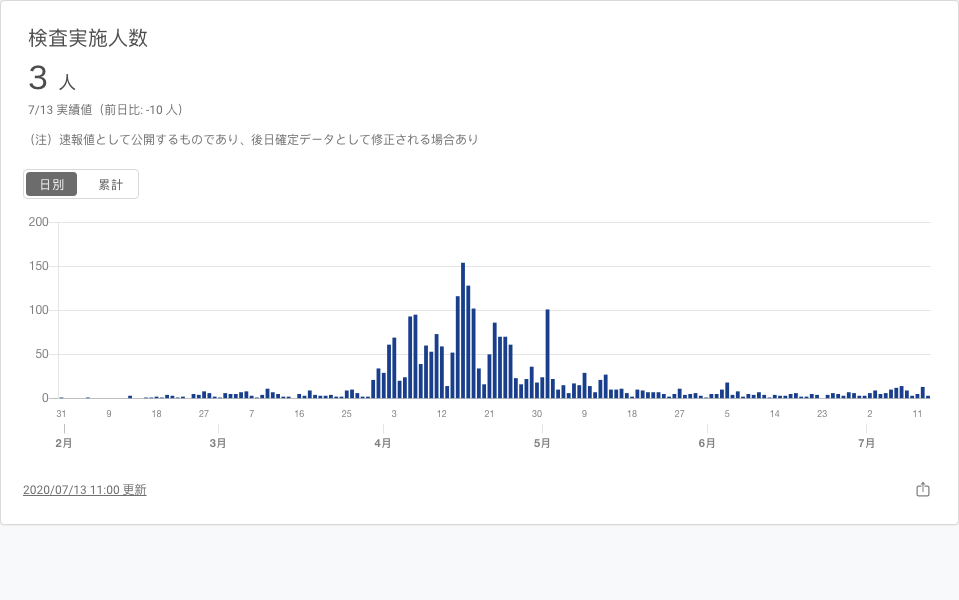 検査実施人数
3 人
7/13 実績値（前日比: -10 人）
（注）速報値として公開するものであり、後日確定データとして修正される場合あり
日別 累計
200
150
100
50
0
31 9 18 27 7 16 25 3 12 21 30 9 18 27 5 14 23 2 11
2月 3月 4月 5月 6月 7月
2020/07/13 11:00 更新